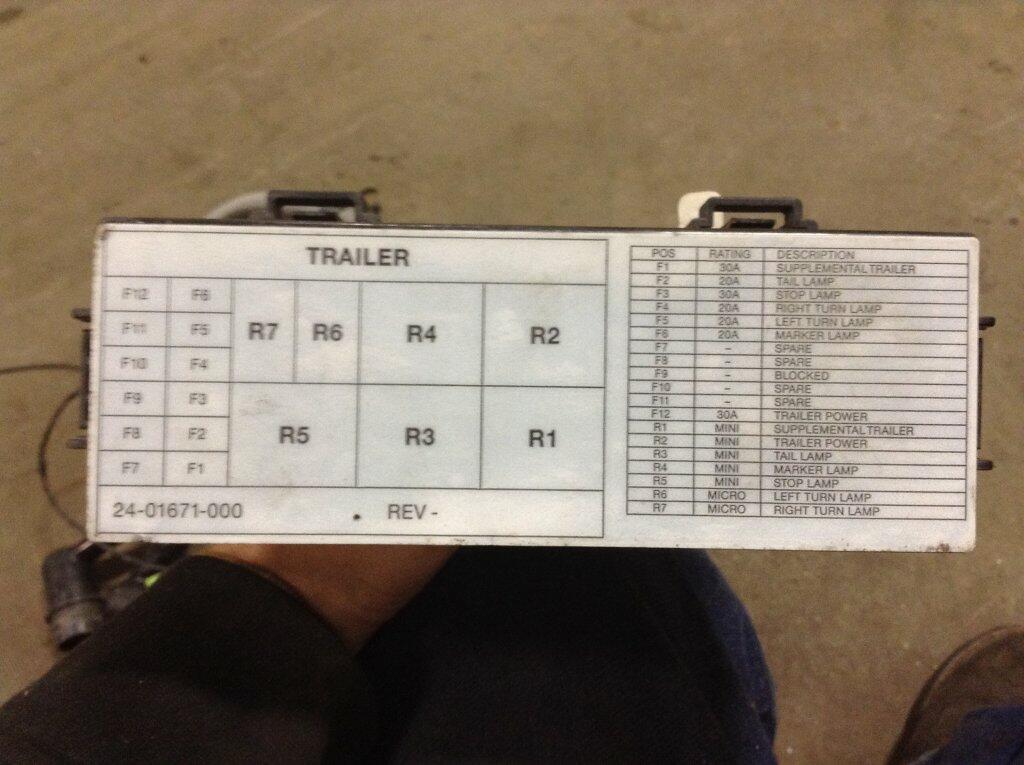 TRAILER
F12 F6
F11 F5
R7 R6 R4 R2
F10 F4
F9 F3
F8 F2
R5 R3 R1
F7 F1
24-01671-000 REV -
POS RATING DESCRIPTION
F1 30A SUPPLEMENTAL TRAILER
F2 20A TAIL LAMP
F3 30A STOP LAMP
F4 20A RIGHT TURN LAMP
F5 20A LEFT TURN LAMP
F6 20A MARKER LAMP
F7 – SPARE
F8 – SPARE
F9 – BLOCKED
F10 – SPARE
F11 – SPARE
F12 30A TRAILER POWER
R1 MINI SUPPLEMENTAL TRAILER
R2 MINI TRAILER POWER
R3 MINI TAIL LAMP
R4 MINI MARKER LAMP
R5 MINI STOP LAMP
R6 MICRO LEFT TURN LAMP
R7 MICRO RIGHT TURN LAMP